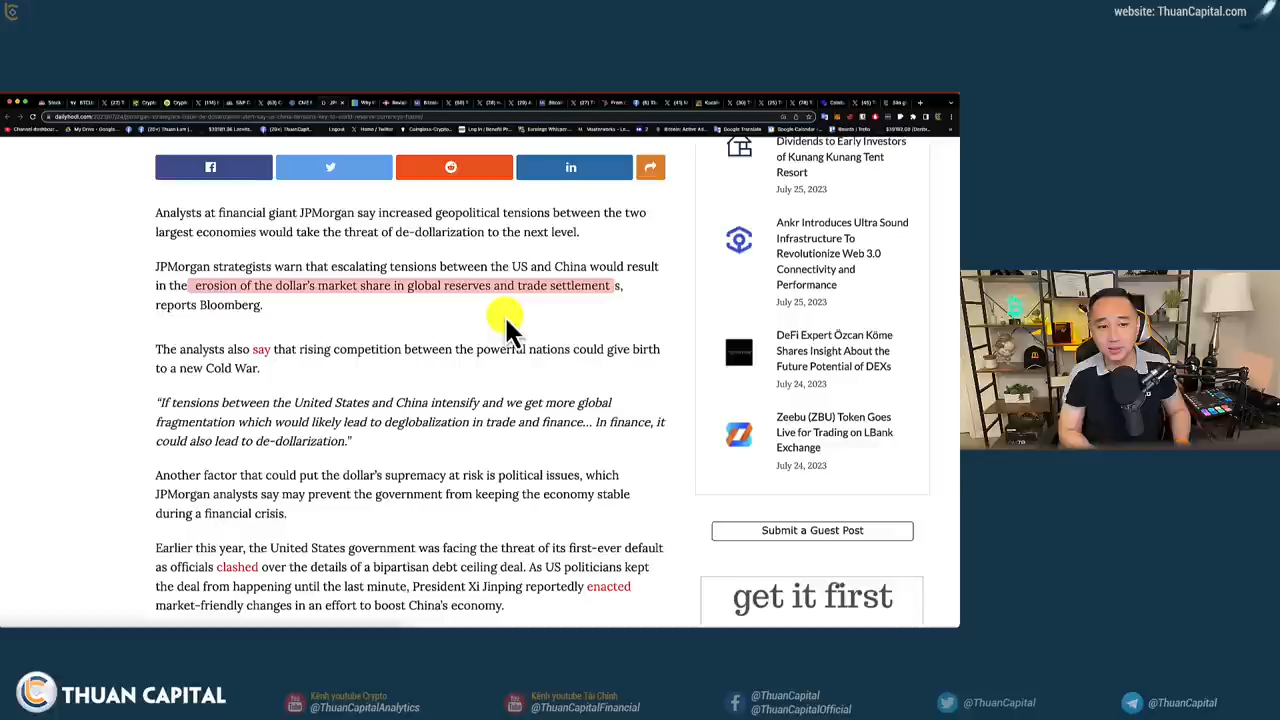 website: ThuanCapital.com
Analysts at financial giant JPMorgan say increased geopolitical tensions between the two
largest economies would take the threat of de-dollarization to the next level.
JPMorgan strategists warn that escalating tensions between the US and China would result
in the erosion of the dollar's market share in global reserves and trade settlements,
reports Bloomberg.
The analysts also say that rising competition between the powerful nations could give birth
to a new Cold War.
“If tensions between the United States and China intensify and we get more global
fragmentation which would likely lead to deglobalization in trade and finance... In finance, it
could also lead to de-dollarization.”
Another factor that could put the dollar's supremacy at risk is political issues, which
JPMorgan analysts say may prevent the government from keeping the economy stable
during a financial crisis.
Earlier this year, the United States government was facing the threat of its first-ever default
as officials clashed over the details of a bipartisan debt ceiling deal. As US politicians kept
the deal from happening until the last minute, President Xi Jinping reportedly enacted
market-friendly changes in an effort to boost China's economy.
Dividends to Early Investors
of Kunang Kunang Tent
Resort
July 25, 2023
Ankr Introduces Ultra Sound
Infrastructure To
Revolutionize Web 3.0
Connectivity and
Performance
July 25, 2023
DeFi Expert Özcan Köme
Shares Insight About the
Future Potential of DEXs
July 24, 2023
Zeebu (ZBU) Token Goes
Live for Trading on LBank
Exchange
July 24, 2023
Submit a Guest Post
get it first
THUAN CAPITAL
Kênh youtube Crypto
@ThuanCapitalAnalytics
Kênh youtube Tài Chính
@ThuanCapitalFinancial
@ThuanCapital
@ThuanCapitalOfficial
@ThuanCapital
@ThuanCapital